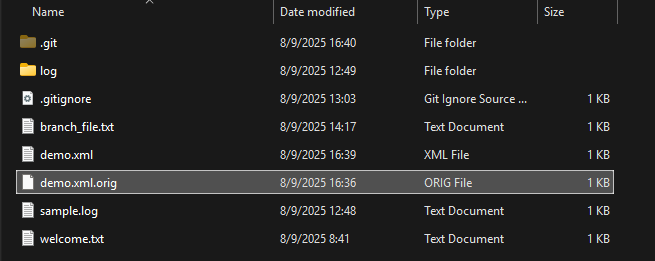 Name Date modified Type Size
.git 8/9/2025 16:40 File folder
log 8/9/2025 12:49 File folder
.gitignore 8/9/2025 13:03 Git Ignore Source ... 1 KB
branch_file.txt 8/9/2025 14:17 Text Document 1 KB
demo.xml 8/9/2025 16:39 XML File 1 KB
demo.xml.orig 8/9/2025 16:36 ORIG File 1 KB
sample.log 8/9/2025 12:48 Text Document 1 KB
welcome.txt 8/9/2025 8:41 Text Document 1 KB